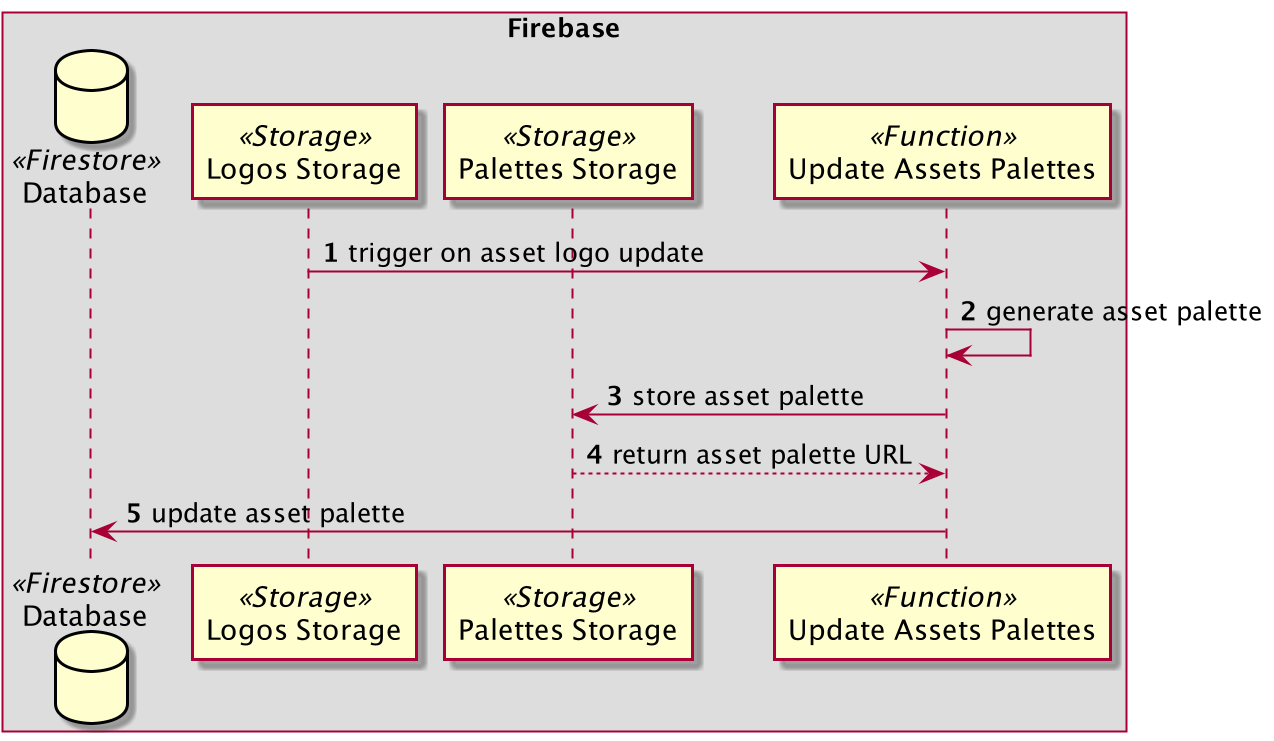 Firebase
«Firestore»
Database
«Storage»
Logos Storage
«Storage»
Palettes Storage
«Function»
Update Assets Palettes
1 trigger on asset logo update
2 generate asset palette
3 store asset palette
4 return asset palette URL
5 update asset palette
«Firestore»
Database
«Storage»
Logos Storage
«Storage»
Palettes Storage
«Function»
Update Assets Palettes